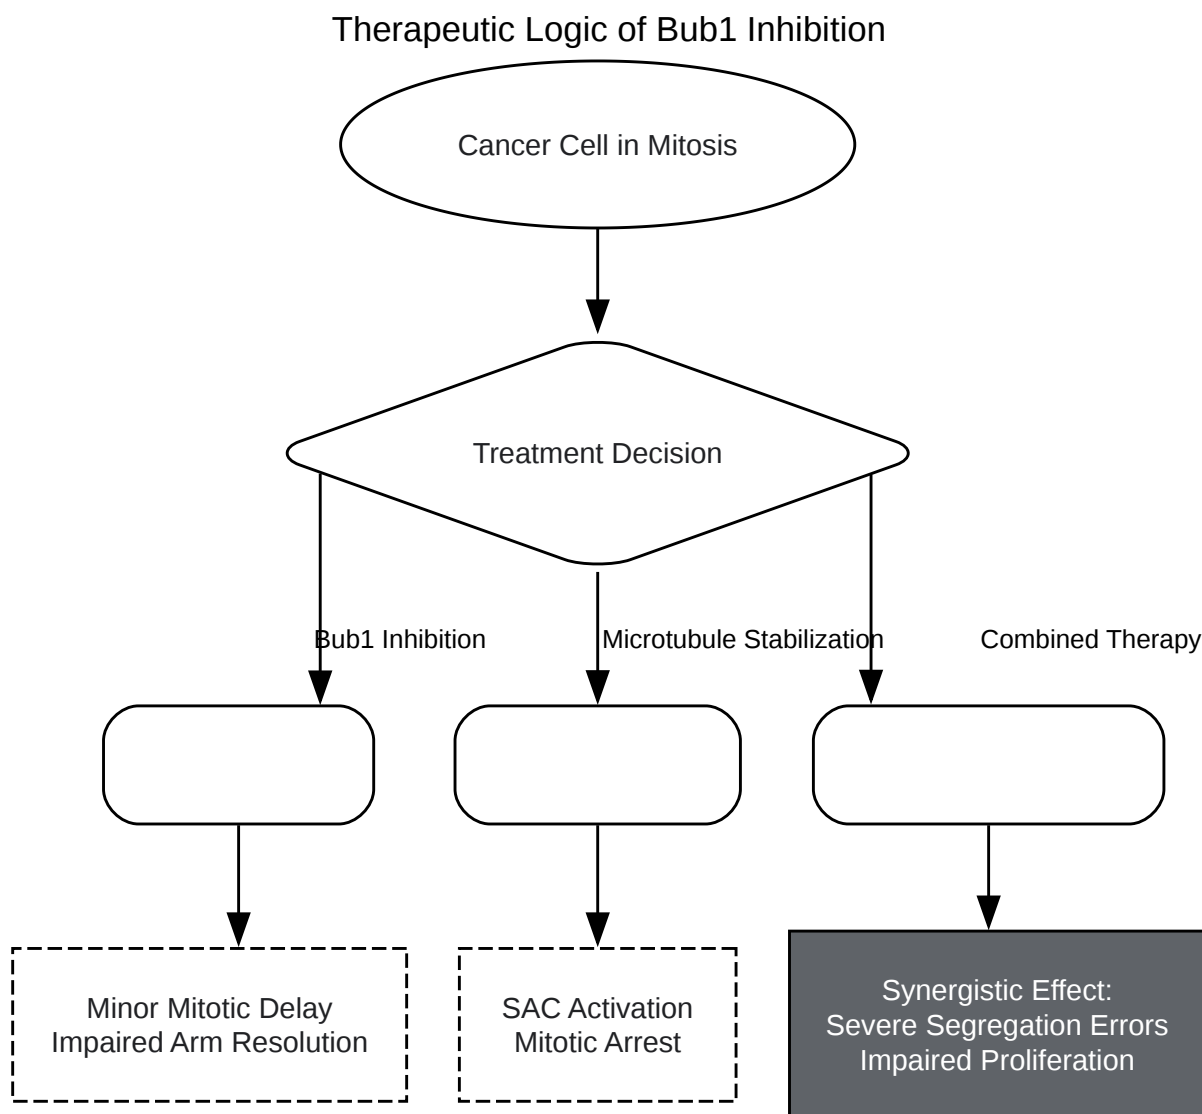 Therapeutic Logic of Bub1 Inhibition
Cancer Cell in Mitosis
Treatment Decision
Bub1 Inhibition
Microtubule Stabilization
Combined Therapy
Minor Mitotic Delay
Impaired Arm Resolution
SAC Activation
Mitotic Arrest
Synergistic Effect:
Severe Segregation Errors
Impaired Proliferation